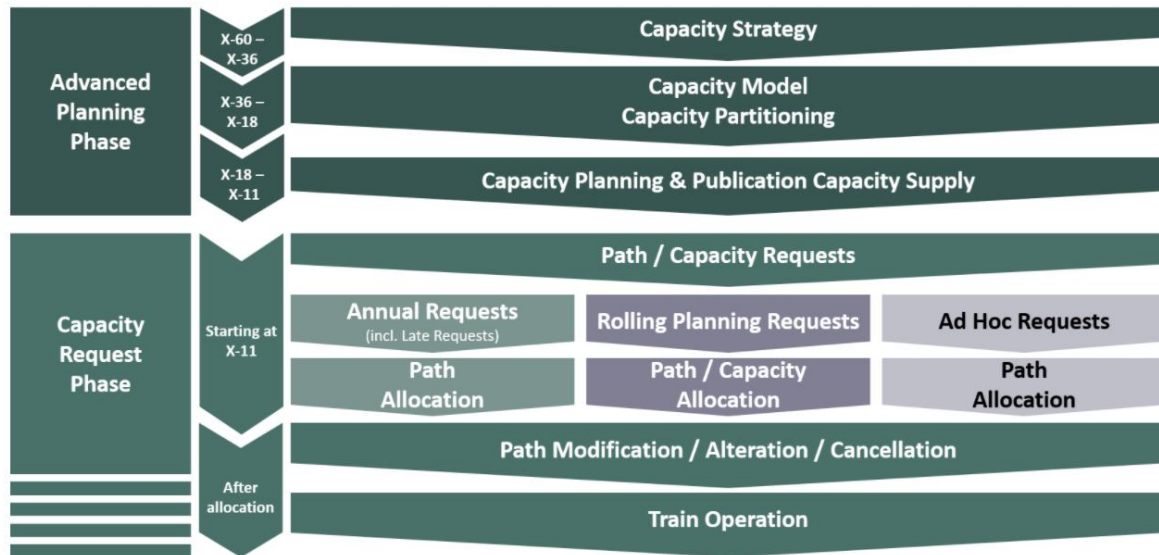 Advanced
Planning
Phase
X-60 –
X-36
Capacity Strategy
X-36 –
X-18
Capacity Model
Capacity Partitioning
X-18 –
X-11
Capacity Planning & Publication Capacity Supply
Capacity
Request
Phase
Starting at
X-11
Path / Capacity Requests
Annual Requests
(incl. Late Requests)
Rolling Planning Requests
Ad Hoc Requests
Path
Allocation
Path / Capacity
Allocation
Path
Allocation
After
allocation
Path Modification / Alteration / Cancellation
Train Operation